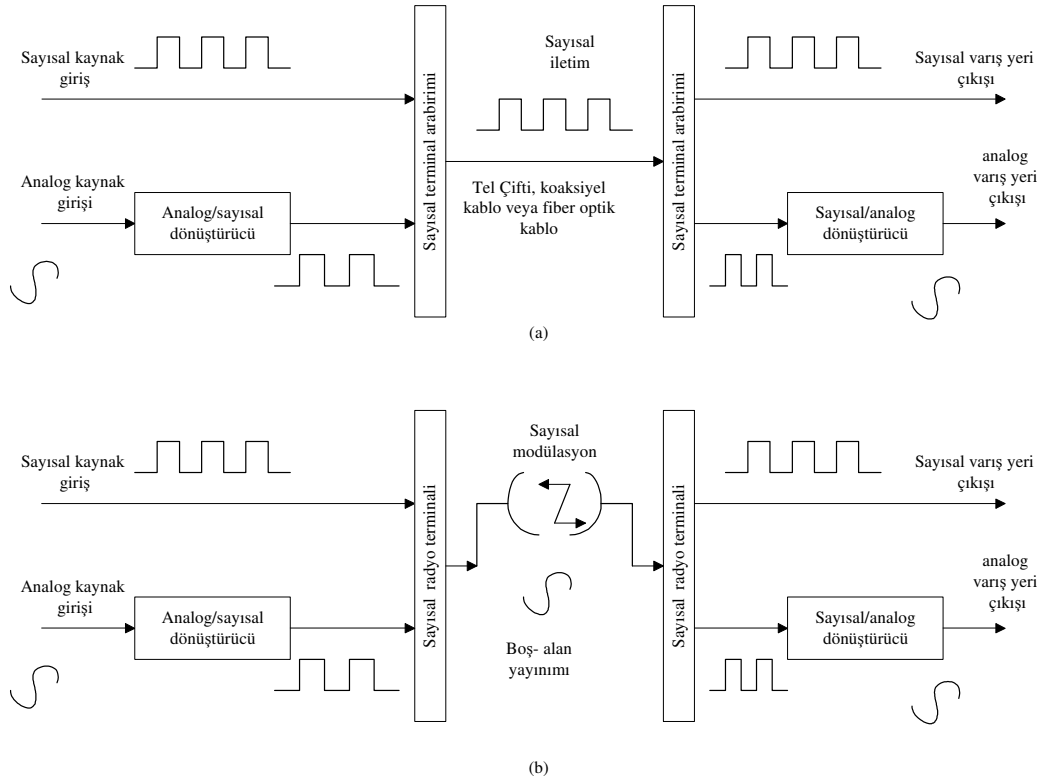 Sayısal kaynak
giriş
Sayısal
iletim
Sayısal varış yeri
çıkışı
Analog kaynak
girişi
Analog/sayısal
dönüştürücü
Sayısal terminal arabirimi
Tel Çifti, koaksiyel
kablo veya fiber optik
kablo
Sayısal terminal arabirimi
Sayısal/analog
dönüştürücü
analog
varış yeri
çıkışı
(a)
Sayısal kaynak
giriş
Sayısal
modülasyon
Sayısal varış yeri
çıkışı
Analog kaynak
girişi
Analog/sayısal
dönüştürücü
Sayısal radyo terminali
Boş- alan
yayınımı
Sayısal radyo terminali
Sayısal/analog
dönüştürücü
analog
varış yeri
çıkışı
(b)